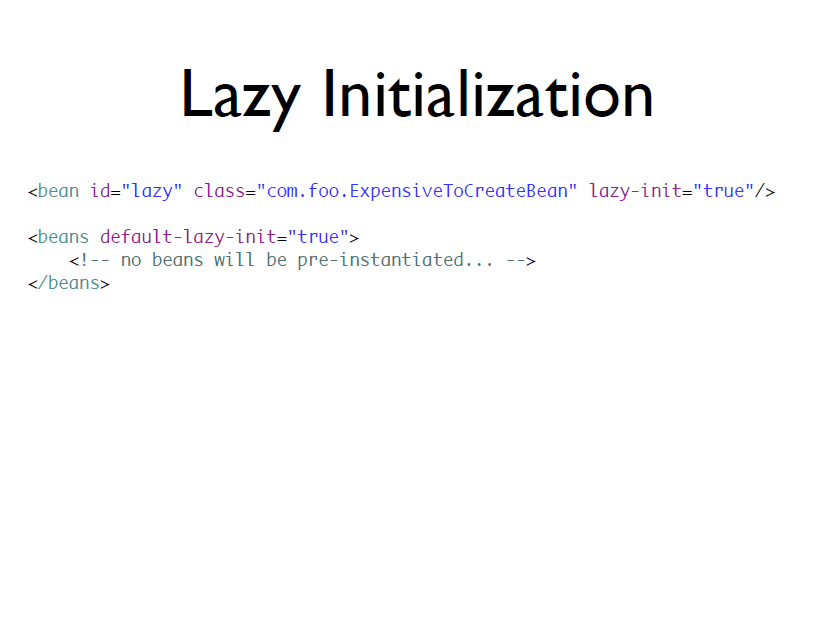 Lazy Initialization
<bean id="lazy" class="com.foo.ExpensiveToCreateBean" lazy-init="true"/>
<beans default-lazy-init="true">
    <!-- no beans will be pre-instantiated... -->
</beans>